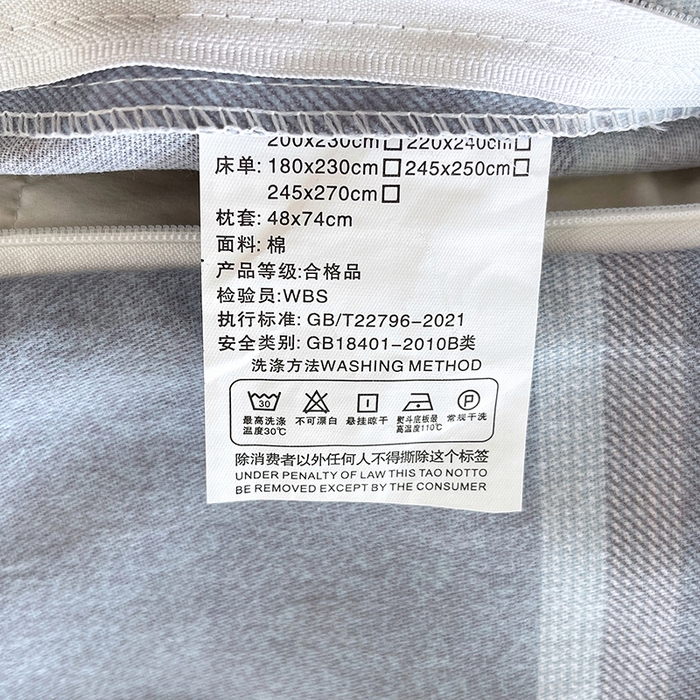 200x230cm□ 220x240cm□
床单: 180x230cm□ 245x250cm□
245x270cm□
枕套: 48x74cm
面料: 棉
产品等级:合格品
检验员:WBS
执行标准: GB/T22796-2021
安全类别: GB18401-2010B类
洗涤方法WASHING METHOD
30 P
最高洗涤 不可漂白 悬挂晾干 熨斗底板最 常规干洗
温度30℃ 高温度110℃
除消费者以外任何人不得撕除这个标签
UNDER PENALTY OF LAW THIS TAO NOTTO
BE REMOVED EXCEPT BY THE CONSUMER